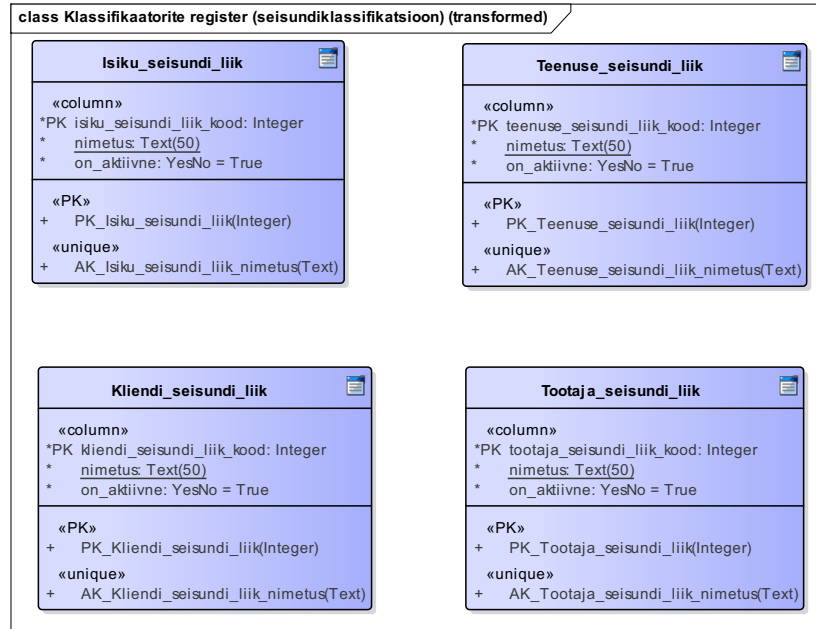 class Klassifikaatorite register (seisundiklassifikatsioon) (transformed)
Isiku_seisundi_liik
«column»
*PK isiku_seisundi_liik_kood: Integer
* nimetus: Text(50)
* on_aktiivne: YesNo = True
«PK»
+ PK_Isiku_seisundi_liik(Integer)
«unique»
+ AK_Isiku_seisundi_liik_nimetus(Text)
Teenuse_seisundi_liik
«column»
*PK teenuse_seisundi_liik_kood: Integer
* nimetus: Text(50)
* on_aktiivne: YesNo = True
«PK»
+ PK_Teenuse_seisundi_liik(Integer)
«unique»
+ AK_Teenuse_seisundi_liik_nimetus(Text)
Kliendi_seisundi_liik
«column»
*PK kliendi_seisundi_liik_kood: Integer
* nimetus: Text(50)
* on_aktiivne: YesNo = True
«PK»
+ PK_Kliendi_seisundi_liik(Integer)
«unique»
+ AK_Kliendi_seisundi_liik_nimetus(Text)
Tootaja_seisundi_liik
«column»
*PK tootaja_seisundi_liik_kood: Integer
* nimetus: Text(50)
* on_aktiivne: YesNo = True
«PK»
+ PK_Tootaja_seisundi_liik(Integer)
«unique»
+ AK_Tootaja_seisundi_liik_nimetus(Text)